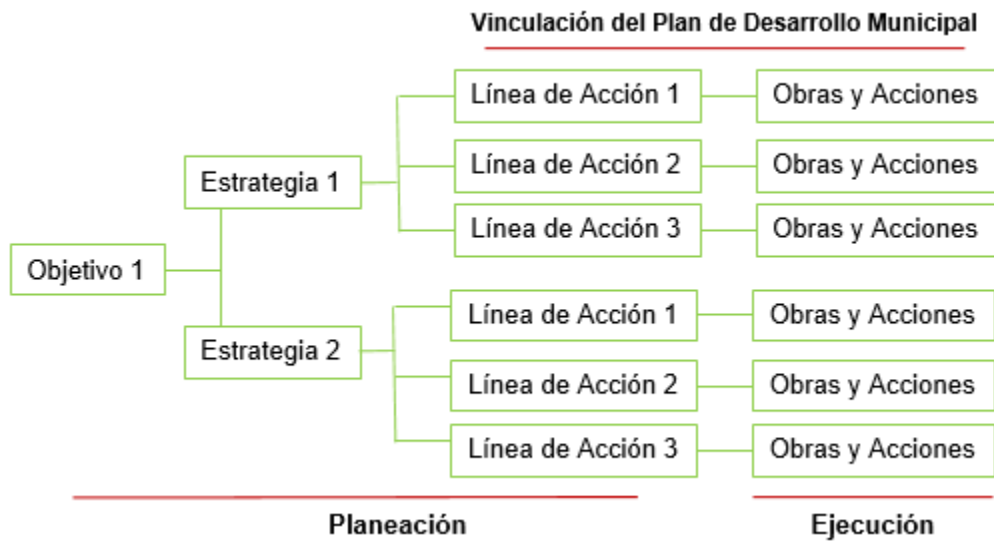 Vinculación del Plan de Desarrollo Municipal
Línea de Acción 1
Obras y Acciones
Línea de Acción 2
Obras y Acciones
Estrategia 1
Línea de Acción 3
Obras y Acciones
Objetivo 1
Línea de Acción 1
Obras y Acciones
Estrategia 2
Línea de Acción 2
Obras y Acciones
Línea de Acción 3
Obras y Acciones
Planeación
Ejecución